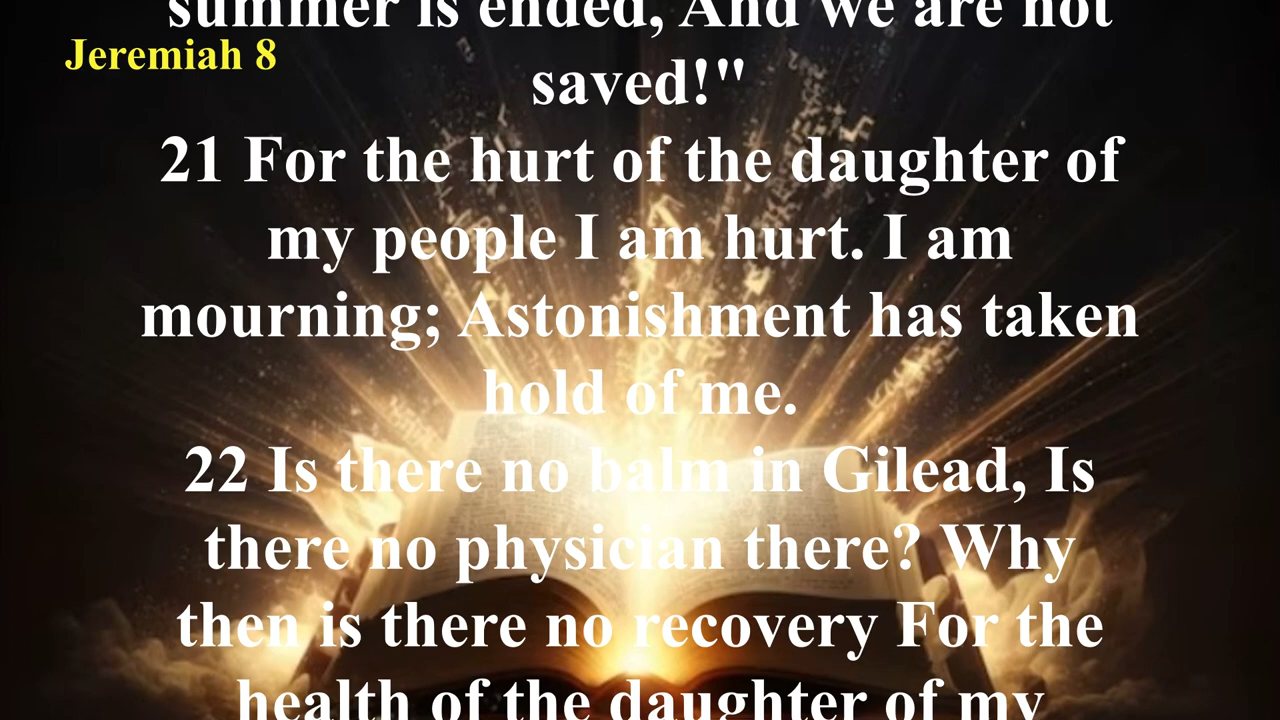 summer is ended, And we are not
Jeremiah 8
saved!"
21 For the hurt of the daughter of
my people I am hurt. I am
mourning; Astonishment has taken
hold of me.
22 Is there no balm in Gilead, Is
there no physician there? Why
then is there no recovery For the
health of the daughter of my